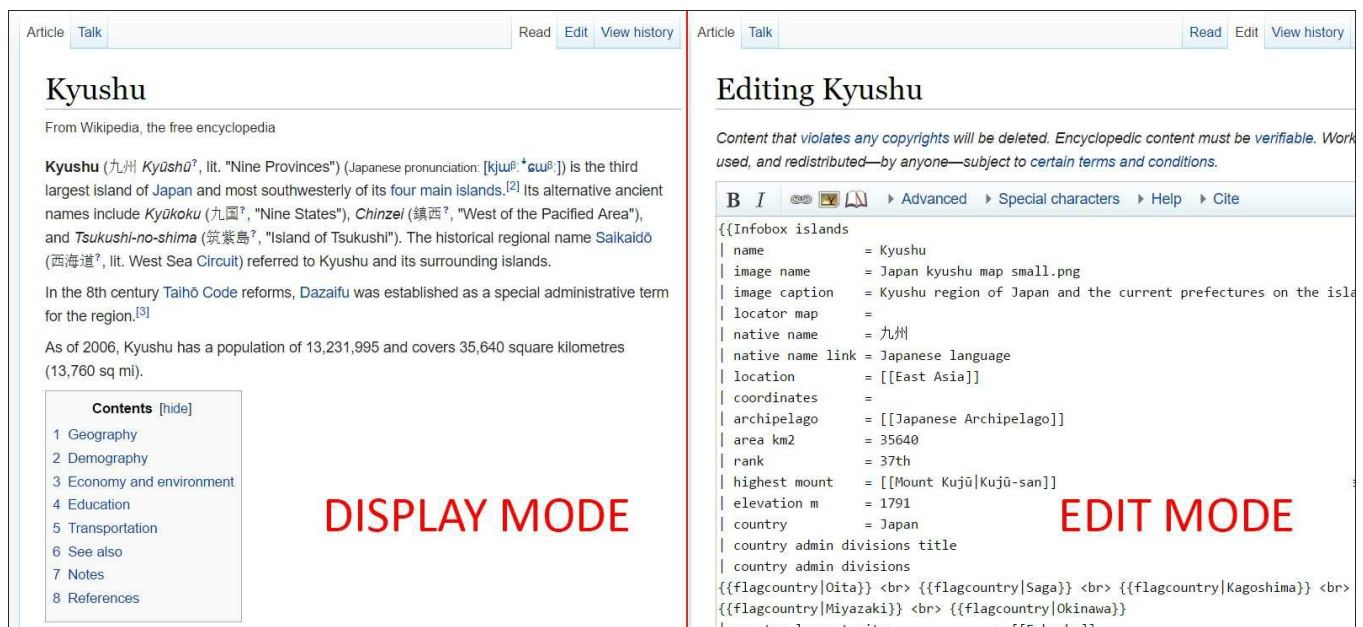 Article Talk Read Edit View history
Kyushu
From Wikipedia, the free encyclopedia
Kyushu (九州 Kyūshū?, lit. "Nine Provinces") (Japanese pronunciation: [kjɯᵝːꜜɕɯᵝː]) is the third
largest island of Japan and most southwesterly of its four main islands.[2] Its alternative ancient
names include Kyūkoku (九国?, "Nine States"), Chinzei (鎮西?, "West of the Pacified Area"),
and Tsukushi-no-shima (筑紫島?, "Island of Tsukushi"). The historical regional name Saikaidō
(西海道?, lit. West Sea Circuit) referred to Kyushu and its surrounding islands.
In the 8th century Taihō Code reforms, Dazaifu was established as a special administrative term
for the region.[3]
As of 2006, Kyushu has a population of 13,231,995 and covers 35,640 square kilometres
(13,760 sq mi).
Contents [hide]
1 Geography
2 Demography
3 Economy and environment
4 Education
5 Transportation
6 See also
7 Notes
8 References
DISPLAY MODE
Article Talk Read Edit View history
Editing Kyushu
Content that violates any copyrights will be deleted. Encyclopedic content must be verifiable. Work
used, and redistributed—by anyone—subject to certain terms and conditions.
B I Advanced Special characters Help Cite
{{Infobox islands
| name = Kyushu
| image name = Japan kyushu map small.png
| image caption = Kyushu region of Japan and the current prefectures on the isla
| locator map =
| native name = 九州
| native name link = Japanese language
| location = [[East Asia]]
| coordinates =
| archipelago = [[Japanese Archipelago]]
| area km2 = 35640
| rank = 37th
| highest mount = [[Mount Kujū|Kujū-san]]
| elevation m = 1791
| country = Japan
| country admin divisions title
| country admin divisions
{{flagcountry|Oita}} <br> {{flagcountry|Saga}} <br> {{flagcountry|Kagoshima}} <br>
{{flagcountry|Miyazaki}} <br> {{flagcountry|Okinawa}}
EDIT MODE